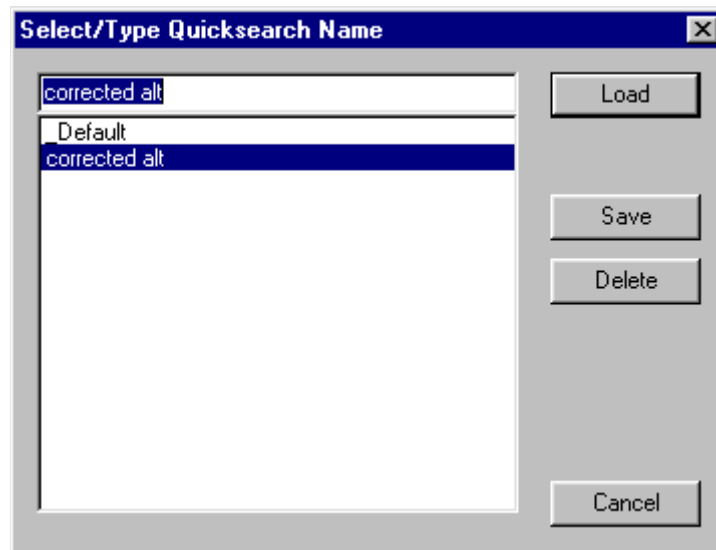 Select/Type Quicksearch Name
corrected alt
Load
_Default
corrected alt
Save
Delete
Cancel